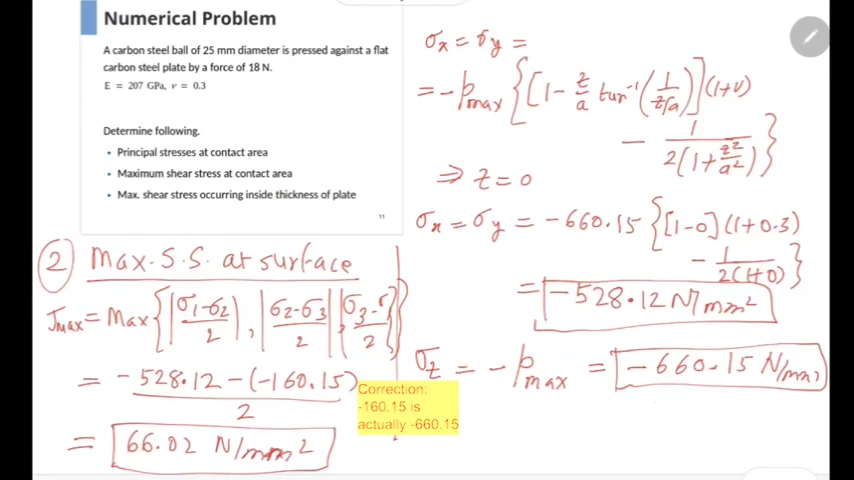 Numerical Problem
A carbon steel ball of 25 mm diameter is pressed against a flat
carbon steel plate by a force of 18 N.
E = 207 GPa, ν = 0.3
Determine following.
• Principal stresses at contact area
• Maximum shear stress at contact area
• Max. shear stress occurring inside thickness of plate
11
σx = σy =
= -Pmax { [1 - z/a tan⁻¹(1/(z/a))] (1+ν)
- 1/(2(1+z²/a²)) }
⇒ z = 0
σx = σy = -660.15 { [1-0] (1+0.3)
- 1/(2(1+0)) }
= -528.12 N/mm²
σz = -Pmax = -660.15 N/mm²
2 Max. S.S. at surface
τmax = Max { |σ1-σ2|/2 , |σ2-σ3|/2 , |σ3-σ|/2 }
= (-528.12 - (-160.15))/2
Correction:
-160.15 is
actually -660.15
= 66.02 N/mm²